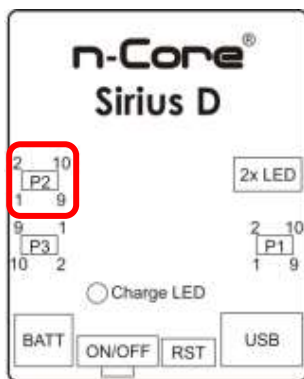 n-Core®
Sirius D
2 10
P2
1 9
2x LED
9 1
P3
10 2
2 10
P1
1 9
Charge LED
BATT
ON/OFF
RST
USB